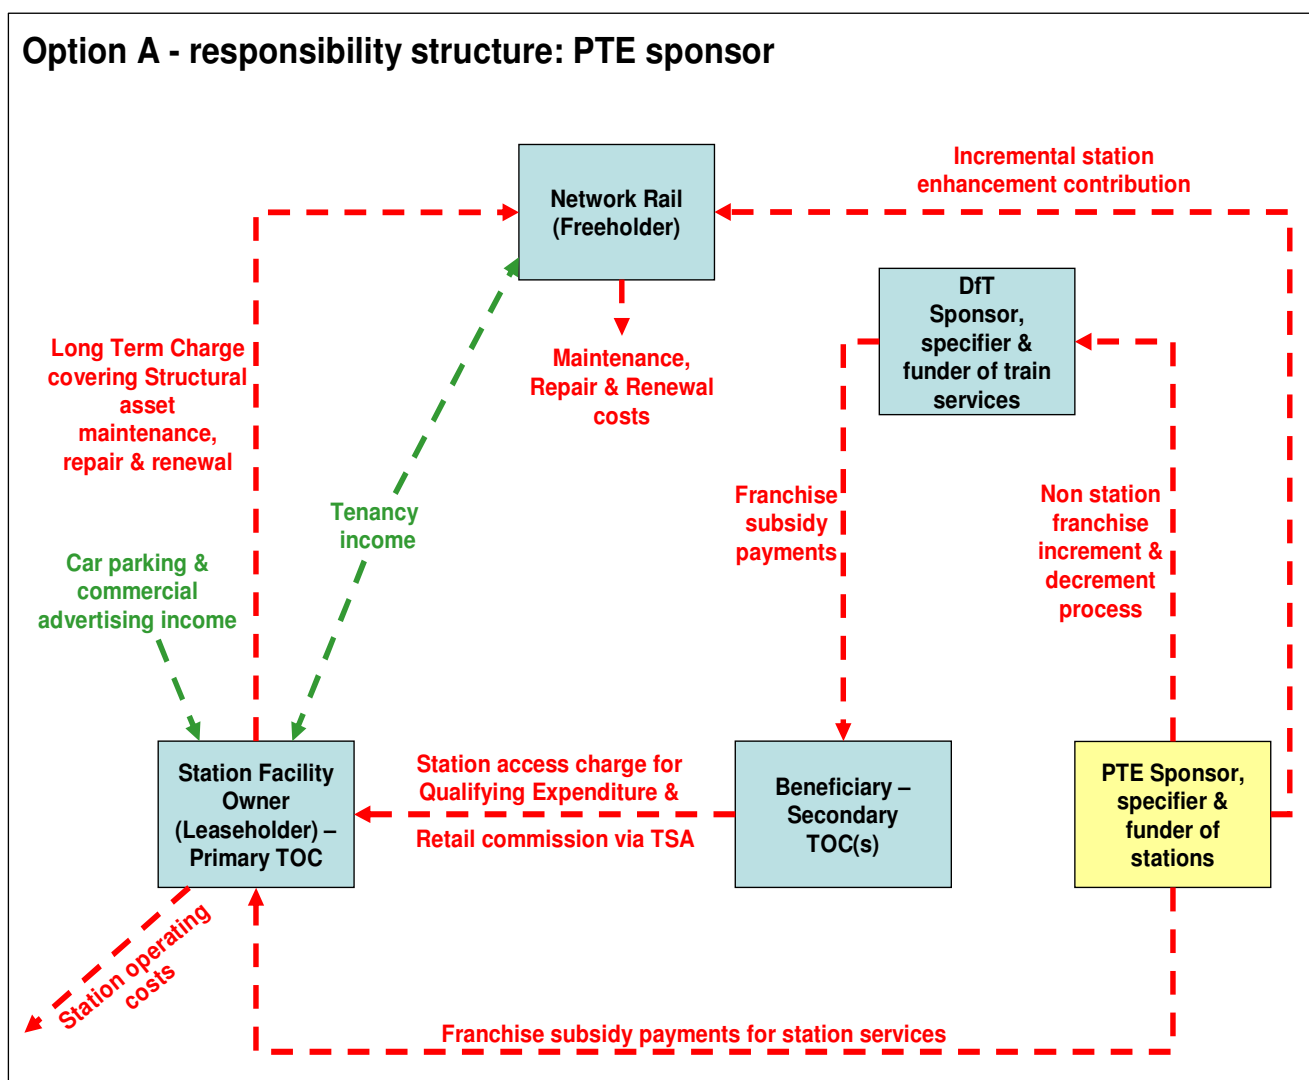 Option A - responsibility structure: PTE sponsor
Incremental station
enhancement contribution
Network Rail
(Freeholder)
DfT
Sponsor,
specifier &
funder of train
services
Long Term Charge
covering Structural
asset
maintenance,
repair & renewal
Maintenance,
Repair & Renewal
costs
Tenancy
income
Franchise
subsidy
payments
Non station
franchise
increment &
decrement
process
Car parking &
commercial
advertising income
Station Facility
Owner
(Leaseholder) –
Primary TOC
Station access charge for
Qualifying Expenditure &
Retail commission via TSA
Beneficiary –
Secondary
TOC(s)
PTE Sponsor,
specifier &
funder of
stations
Station operating
costs
Franchise subsidy payments for station services